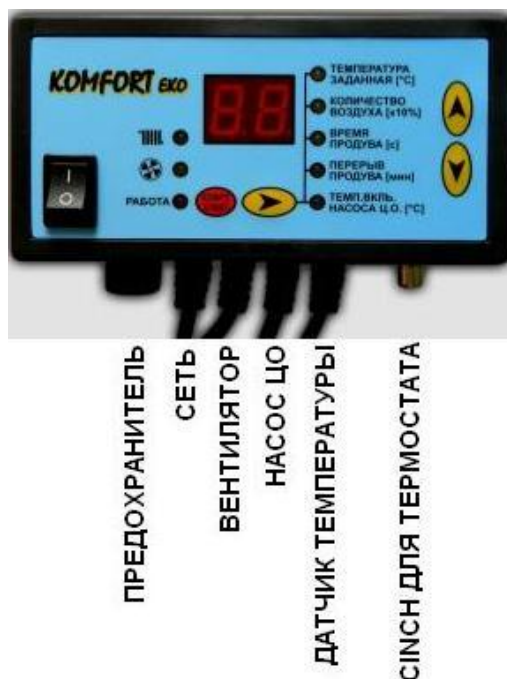 KOMFORT EKO
88
ТЕМПЕРАТУРА
ЗАДАННАЯ [°C]
КОЛИЧЕСТВО
ВОЗДУХА [x10%]
ВРЕМЯ
ПРОДУВА [с]
ПЕРЕРЫВ
ПРОДУВА [мин]
ТЕМП.ВКЛЬ.
НАСОСА Ц.О. [°C]
РАБОТА
ПРЕДОХРАНИТЕЛЬ
СЕТЬ
ВЕНТИЛЯТОР
НАСОС ЦО
ДАТЧИК ТЕМПЕРАТУРЫ
CINCH ДЛЯ ТЕРМОСТАТА